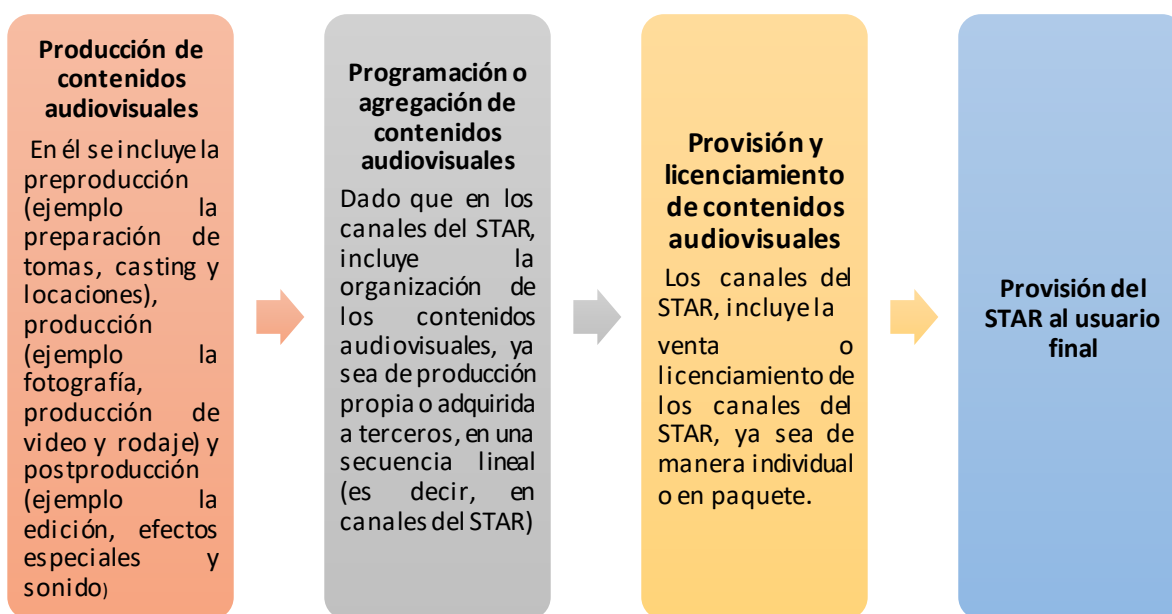 Producción de
contenidos
audiovisuales
En él se incluye la
preproducción
(ejemplo la
preparación de
tomas, casting y
locaciones),
producción
(ejemplo la
fotografía,
producción de
video y rodaje) y
postproducción
(ejemplo la
edición, efectos
especiales y
sonido)
Programación o
agregación de
contenidos
audiovisuales
Dado que en los
canales del STAR,
incluye la
organización de
los contenidos
audiovisuales, ya
sea de producción
propia o adquirida
a terceros, en una
secuencia lineal
(es decir, en
canales del STAR)
Provisión y
licenciamiento
de contenidos
audiovisuales
Los canales del
STAR, incluye la
venta o
licenciamiento de
los canales del
STAR, ya sea de
manera individual
o en paquete.
Provisión del
STAR al usuario
final